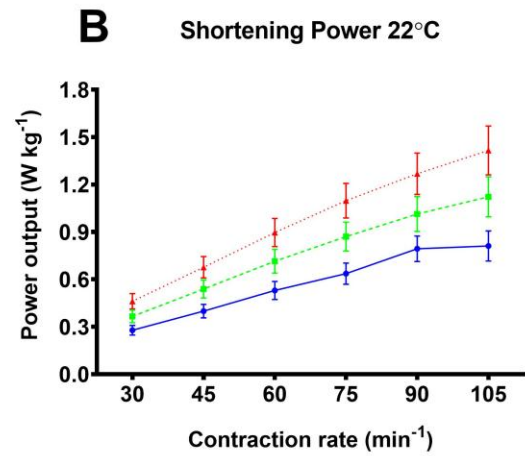 B Shortening Power 22°C
Power output (W kg⁻¹)
1.8
1.5
1.2
0.9
0.6
0.3
0.0
30 45 60 75 90 105
Contraction rate (min⁻¹)